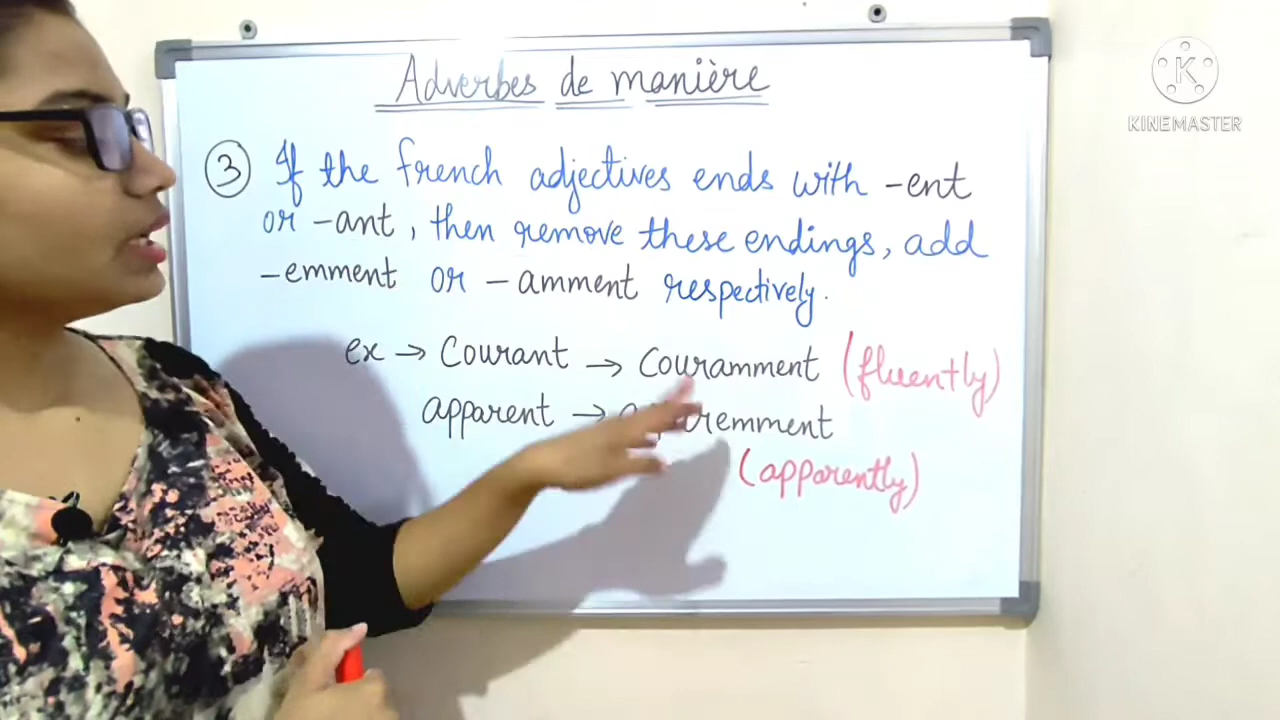 Adverbes de manière
③ If the french adjectives ends with -ent
or -ant, then remove these endings, add
-emment or -amment respectively.
ex → Courant → Couramment (fluently)
apparent →
(apparently)
KINEMASTER